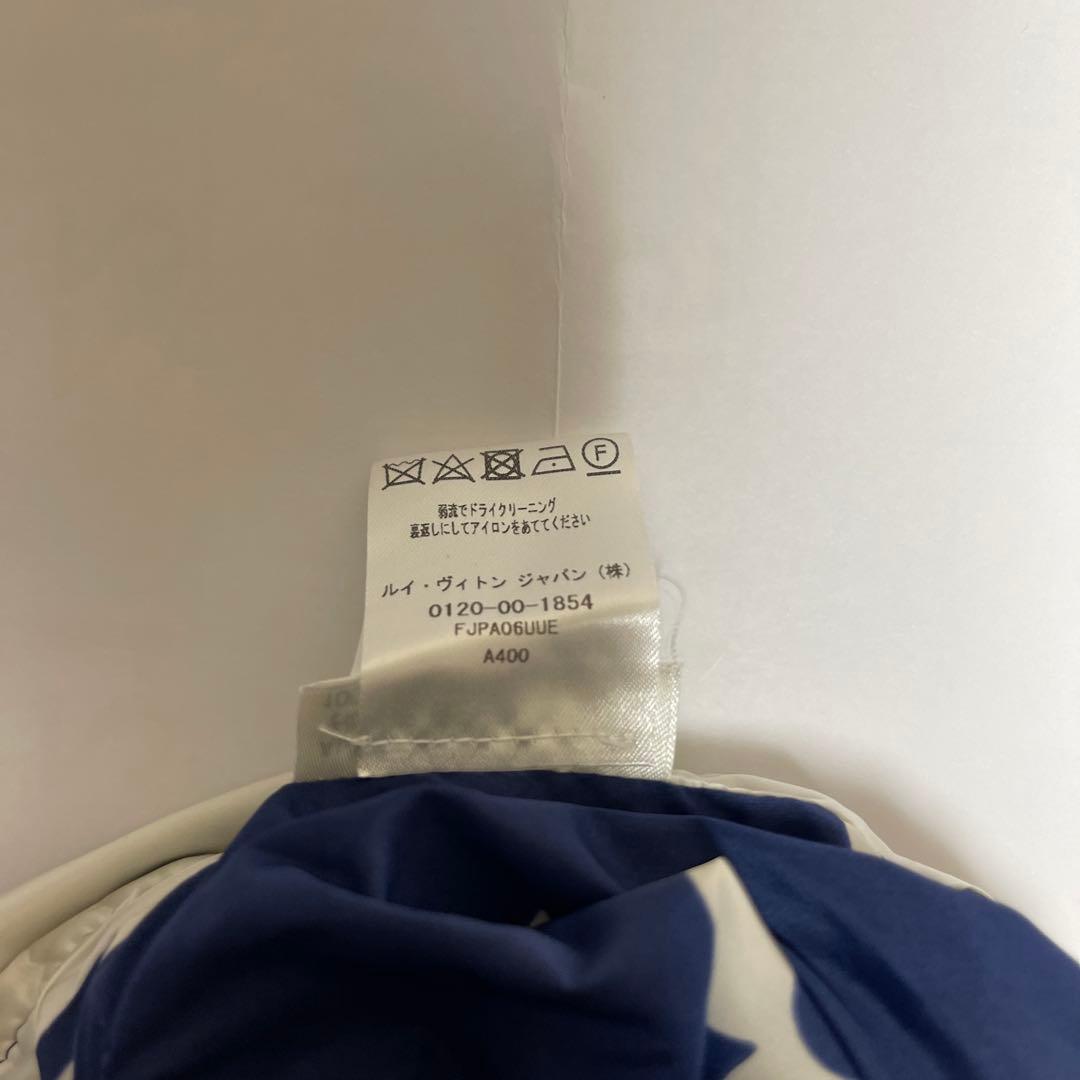 F
弱流でドライクリーニング
裏返しにしてアイロンをあててください
ルイ・ヴィトン ジャパン (株)
0120-00-1854
FJPA06UUE
A400